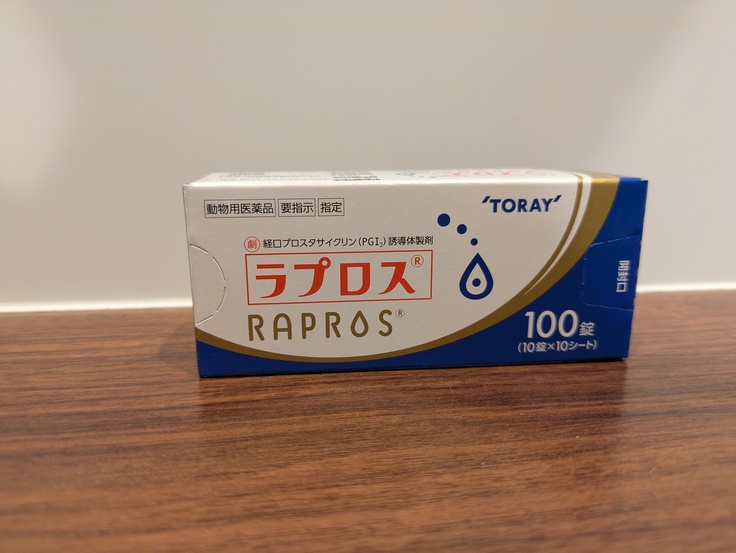 動物用医薬品 要指示 指定
'TORAY'
劇 経口プロスタサイクリン(PGI₂)誘導体製剤
ラプロス®
RAPROS®
100錠
(10錠×10シート)
開封口